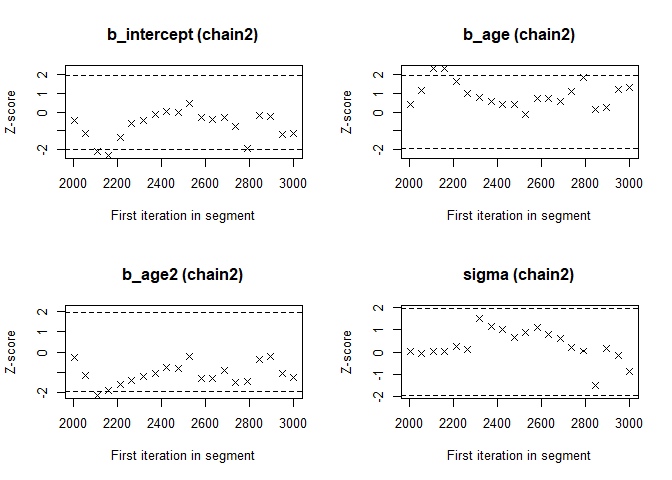 b_intercept (chain2)
Z-score
2
1
0
-2
2000 2200 2400 2600 2800 3000
First iteration in segment
b_age (chain2)
Z-score
2
1
0
-2
2000 2200 2400 2600 2800 3000
First iteration in segment
b_age2 (chain2)
Z-score
2
0
-2
2000 2200 2400 2600 2800 3000
First iteration in segment
sigma (chain2)
Z-score
2
1
0
-1
-2
2000 2200 2400 2600 2800 3000
First iteration in segment